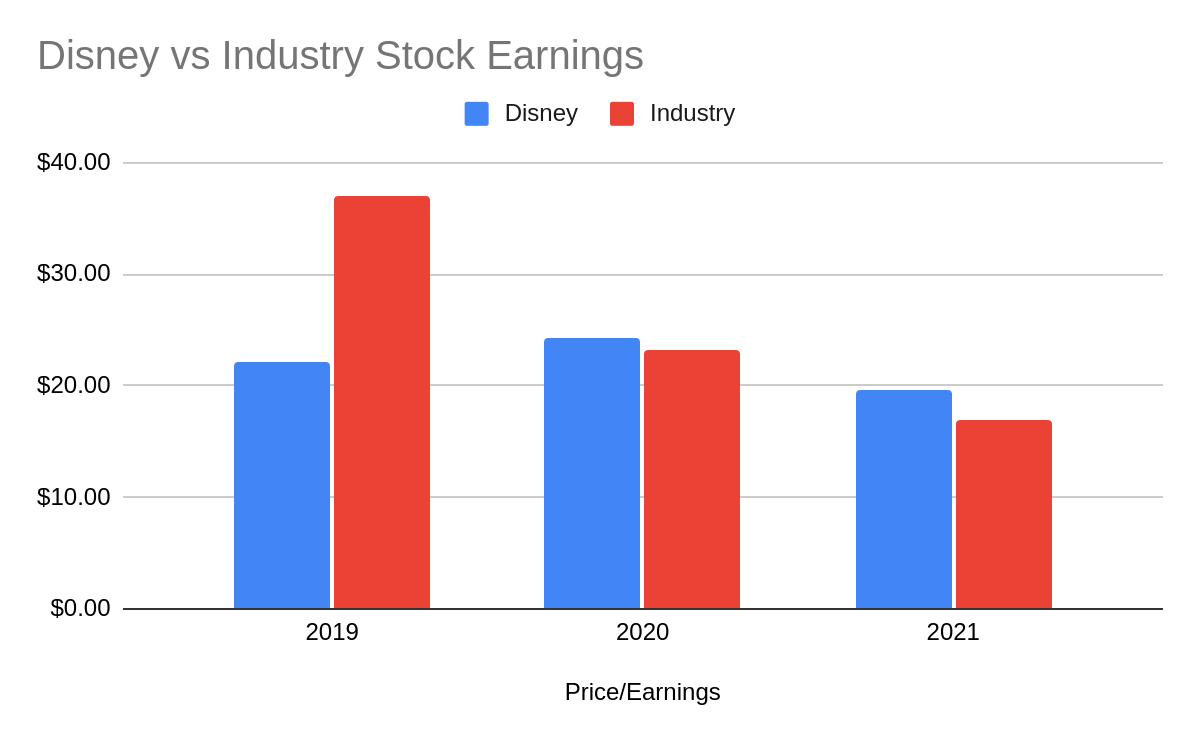 Disney vs Industry Stock Earnings
Disney Industry
$40.00
$30.00
$20.00
$10.00
$0.00
2019 2020 2021
Price/Earnings